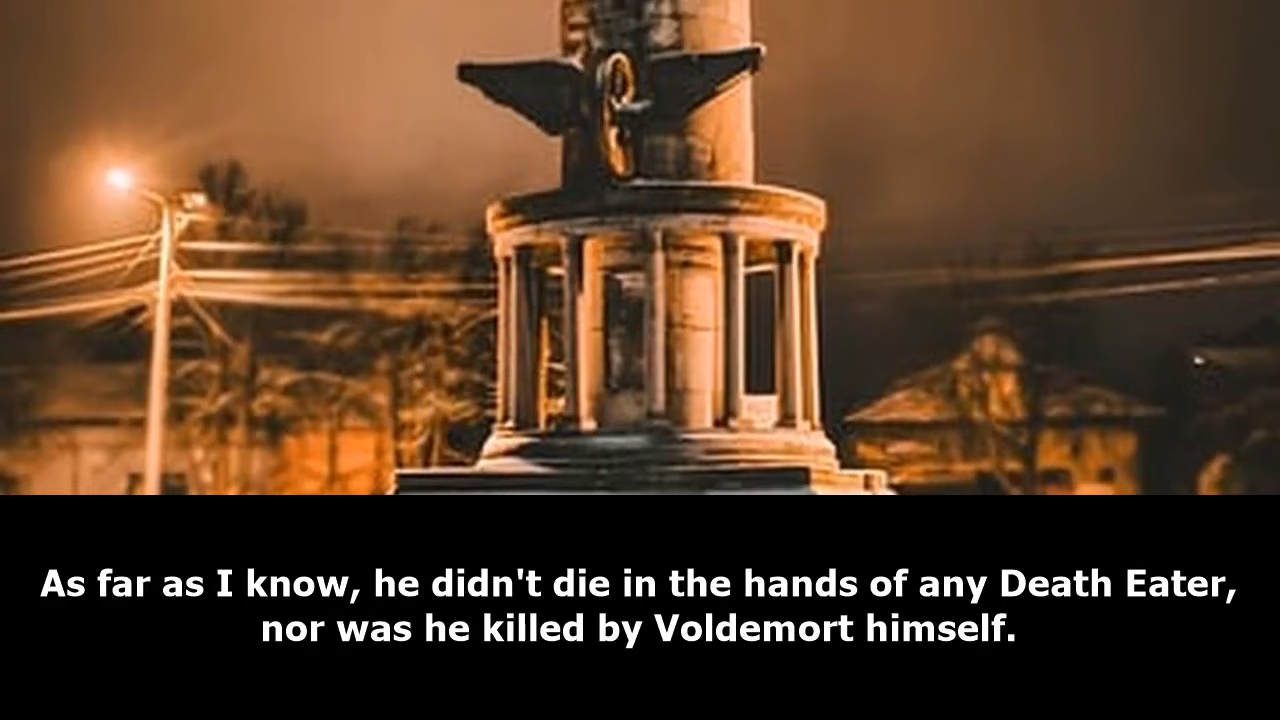 As far as I know, he didn't die in the hands of any Death Eater,
nor was he killed by Voldemort himself.